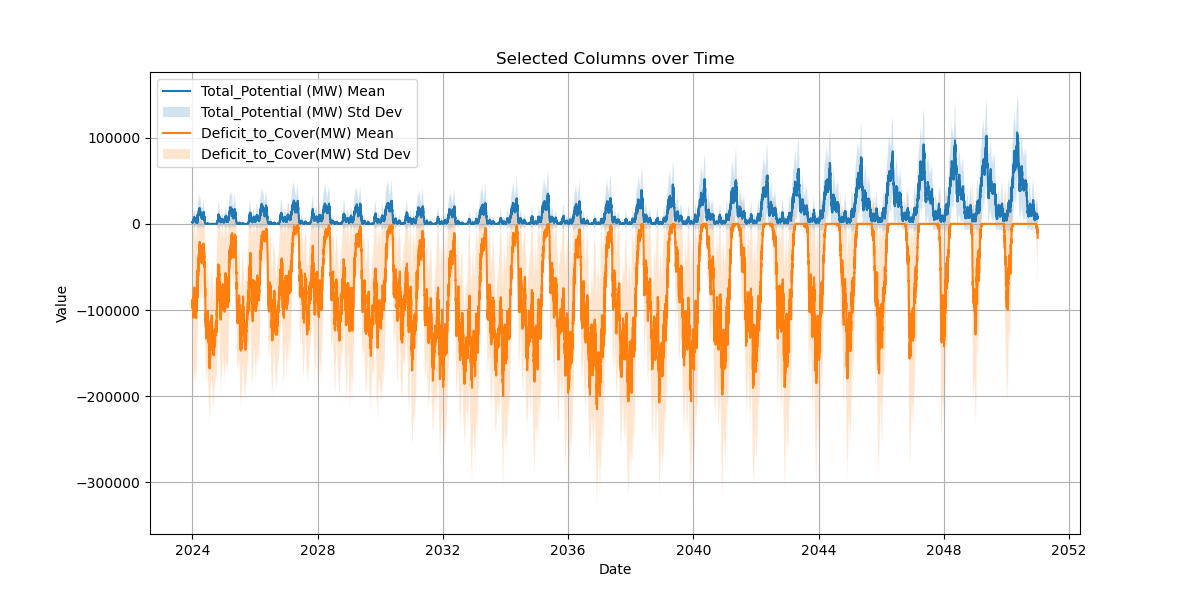 Selected Columns over Time
Total_Potential (MW) Mean
Total_Potential (MW) Std Dev
Deficit_to_Cover(MW) Mean
Deficit_to_Cover(MW) Std Dev
100000
0
−100000
−200000
−300000
Value
2024 2028 2032 2036 2040 2044 2048 2052
Date